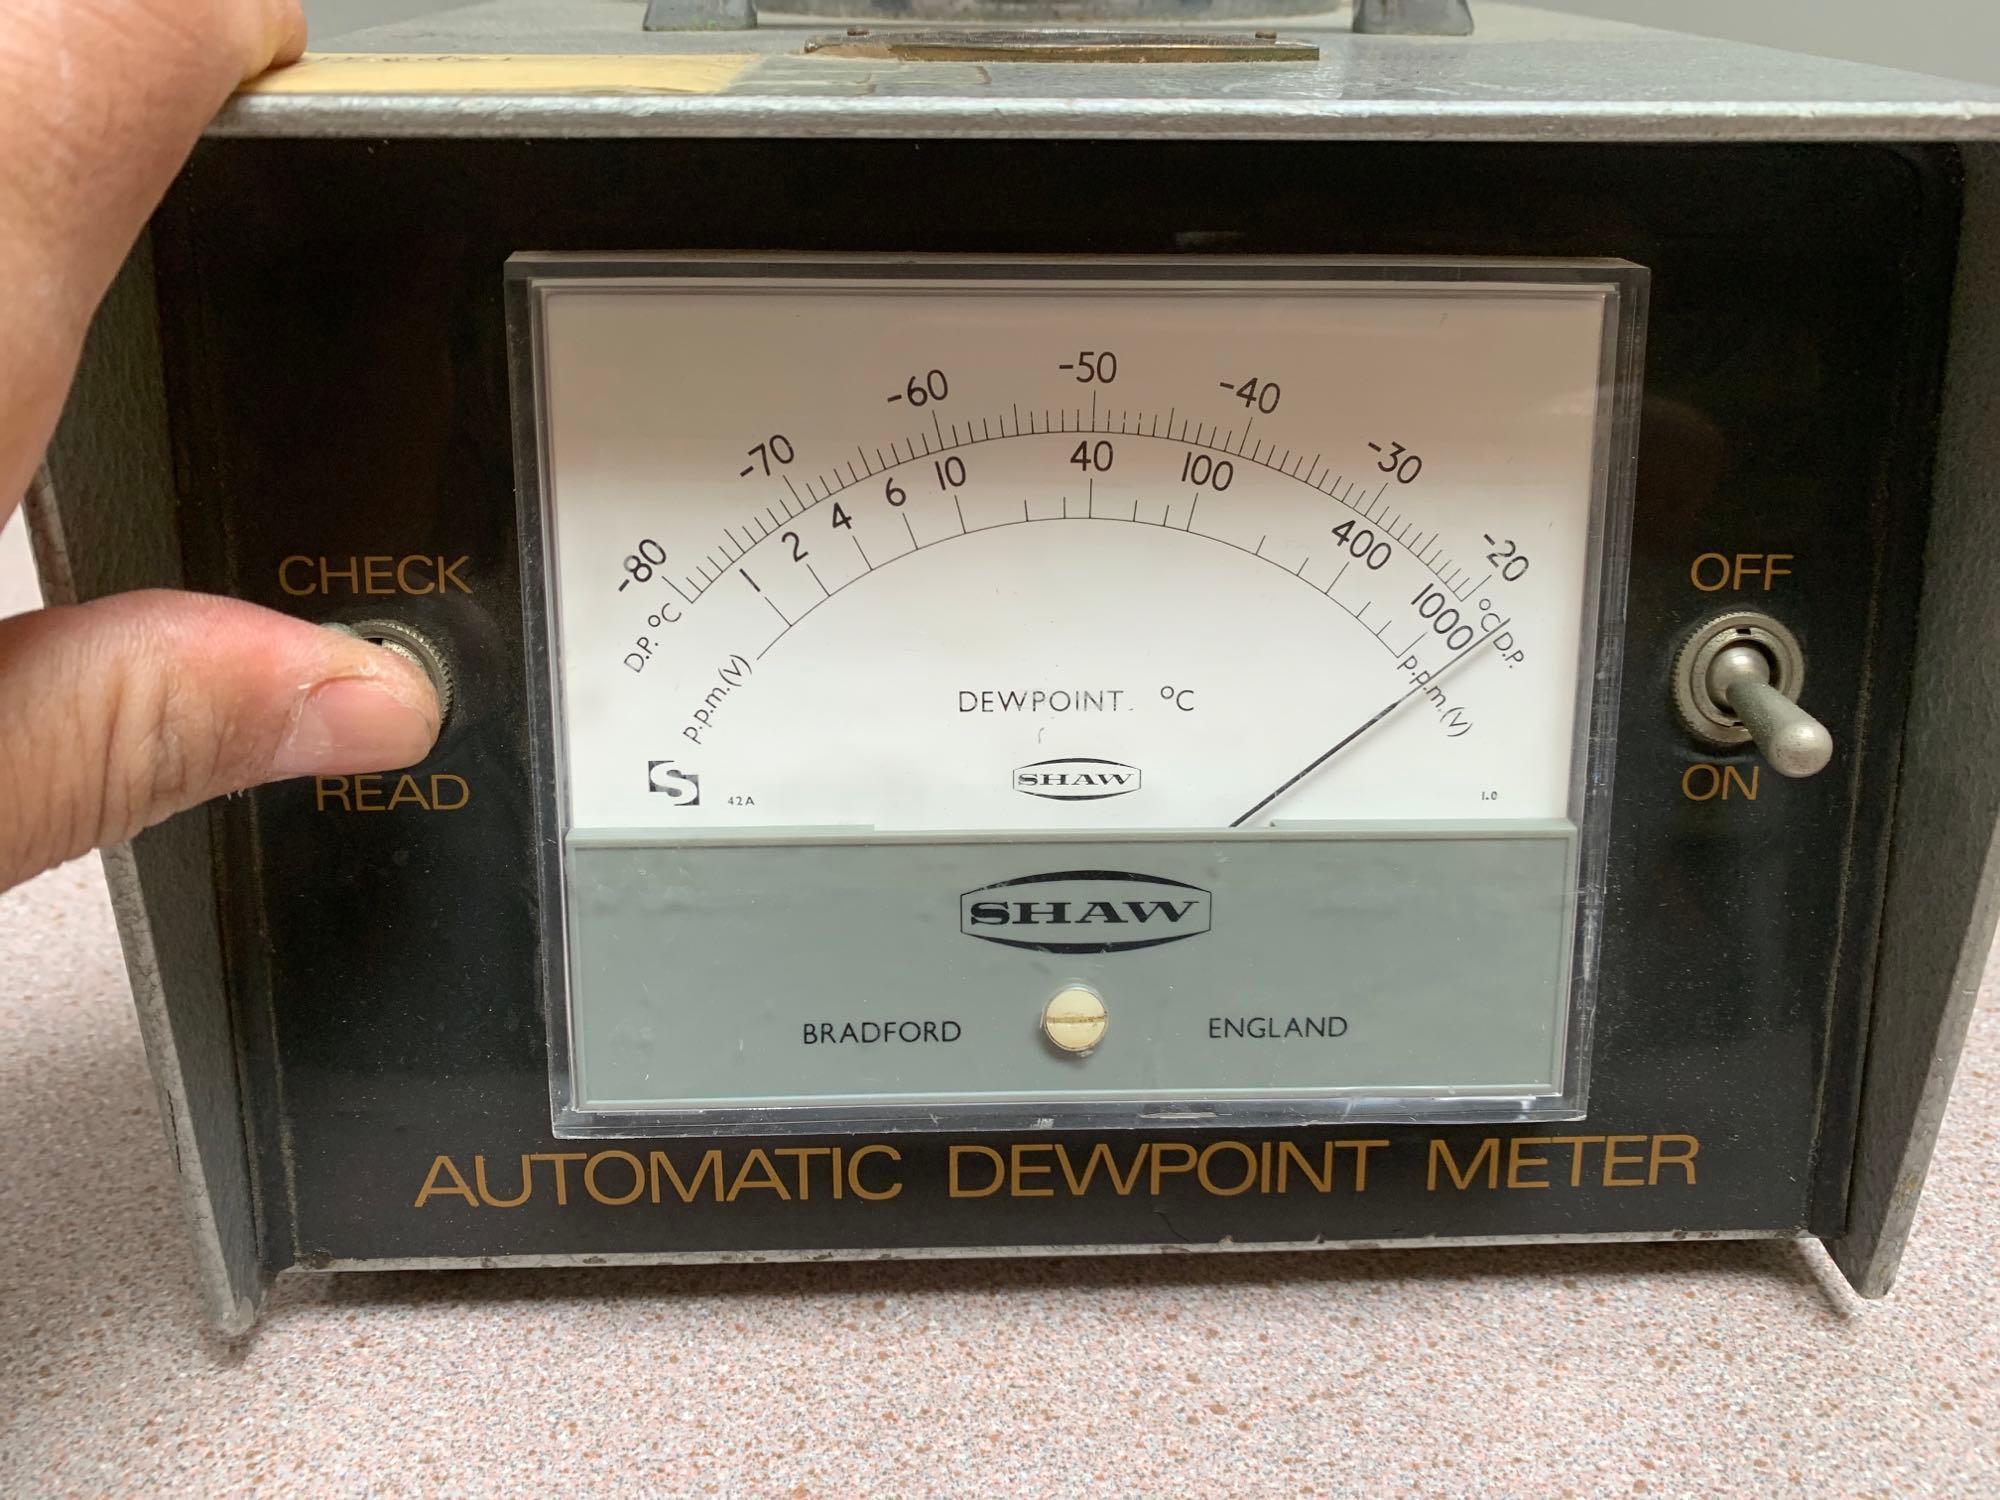 -80 -70 -60 -50 -40 -30 -20
D.P. °C °C D.P.
1 2 4 6 10 40 100 400 1000
p.p.m.(v) p.p.m.(v)
CHECK
READ
OFF
ON
DEWPOINT. °C
SHAW
S 42A
1.0
SHAW
BRADFORD ENGLAND
AUTOMATIC DEWPOINT METER